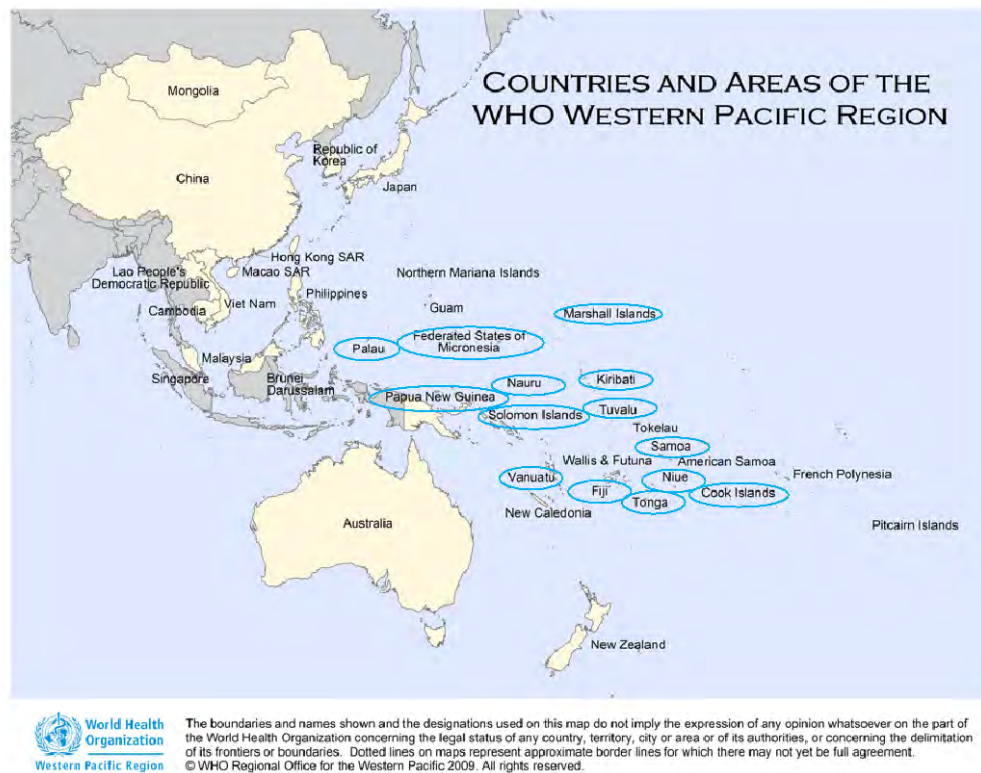 COUNTRIES AND AREAS OF THE
WHO WESTERN PACIFIC REGION
Mongolia
Republic of
Korea
China
Japan
Hong Kong SAR
Macao SAR
Lao People's
Democratic Republic
Northern Mariana Islands
Philippines
Viet Nam
Cambodia
Guam
Marshall Islands
Federated States of
Micronesia
Palau
Malaysia
Singapore
Brunei
Darussalam
Nauru
Kiribati
Papua New Guinea
Solomon Islands
Tuvalu
Tokelau
Samoa
Wallis & Futuna
American Samoa
French Polynesia
Vanuatu
Niue
Fiji
Cook Islands
Tonga
New Caledonia
Australia
Pitcairn Islands
New Zealand
World Health
Organization
Western Pacific Region
The boundaries and names shown and the designations used on this map do not imply the expression of any opinion whatsoever on the part of
the World Health Organization concerning the legal status of any country, territory, city or area or of its authorities, or concerning the delimitation
of its frontiers or boundaries. Dotted lines on maps represent approximate border lines for which there may not yet be full agreement.
© WHO Regional Office for the Western Pacific 2009. All rights reserved.